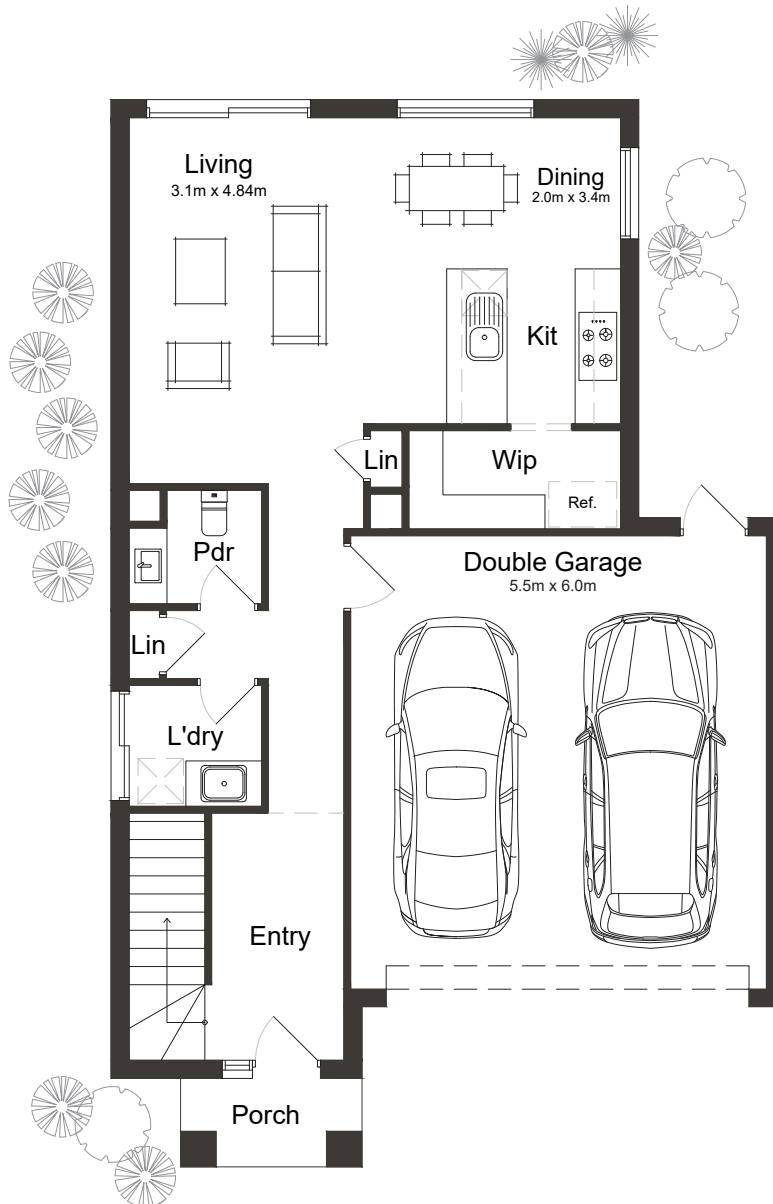 Living
3.1m x 4.84m
Dining
2.0m x 3.4m
Kit
Lin
Wip
Ref.
Pdr
Double Garage
5.5m x 6.0m
Lin
L'dry
Entry
Porch